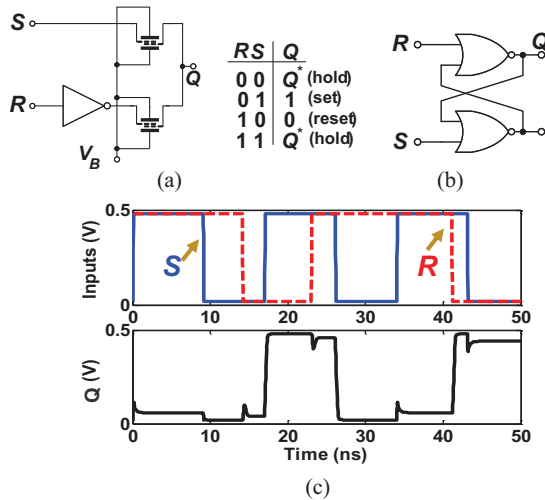 S
R
V_B
Q
R S Q
0 0 Q* (hold)
0 1 1 (set)
1 0 0 (reset)
1 1 Q* (hold)
(a)
R
S
Q
(b)
Inputs (V)
0.5
0
S
R
0 10 20 30 40 50
Q (V)
0.5
0
0 10 20 30 40 50
Time (ns)
(c)